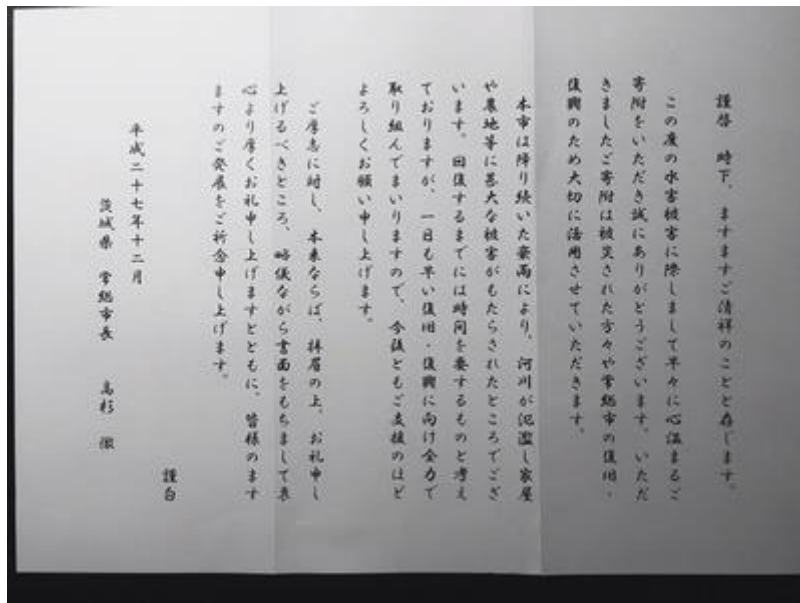 謹啓　時下、ますますご清祥のことと存じます。
この度の水害被害に際しまして早々に心温まるご
寄附をいただき誠にありがとうございます。いただ
きましたご寄附は被災された方々や常総市の復旧・
復興のため大切に活用させていただきます。
本市は降り続いた豪雨により、河川が氾濫し家屋
や農地等に甚大な被害がもたらされたところでござ
います。回復するまでには時間を要するものと考え
ておりますが、一日も早い復旧・復興に向け全力で
取り組んでまいりますので、今後ともご支援のほど
よろしくお願い申し上げます。
ご厚志に対し、本来ならば、拝眉の上、お礼申し
上げるべきところ、略儀ながら書面をもちまして衷
心より厚くお礼申し上げますとともに、皆様のます
ますのご発展をご祈念申し上げます。
謹白
平成二十七年十二月
茨城県　常総市長　高杉　徹